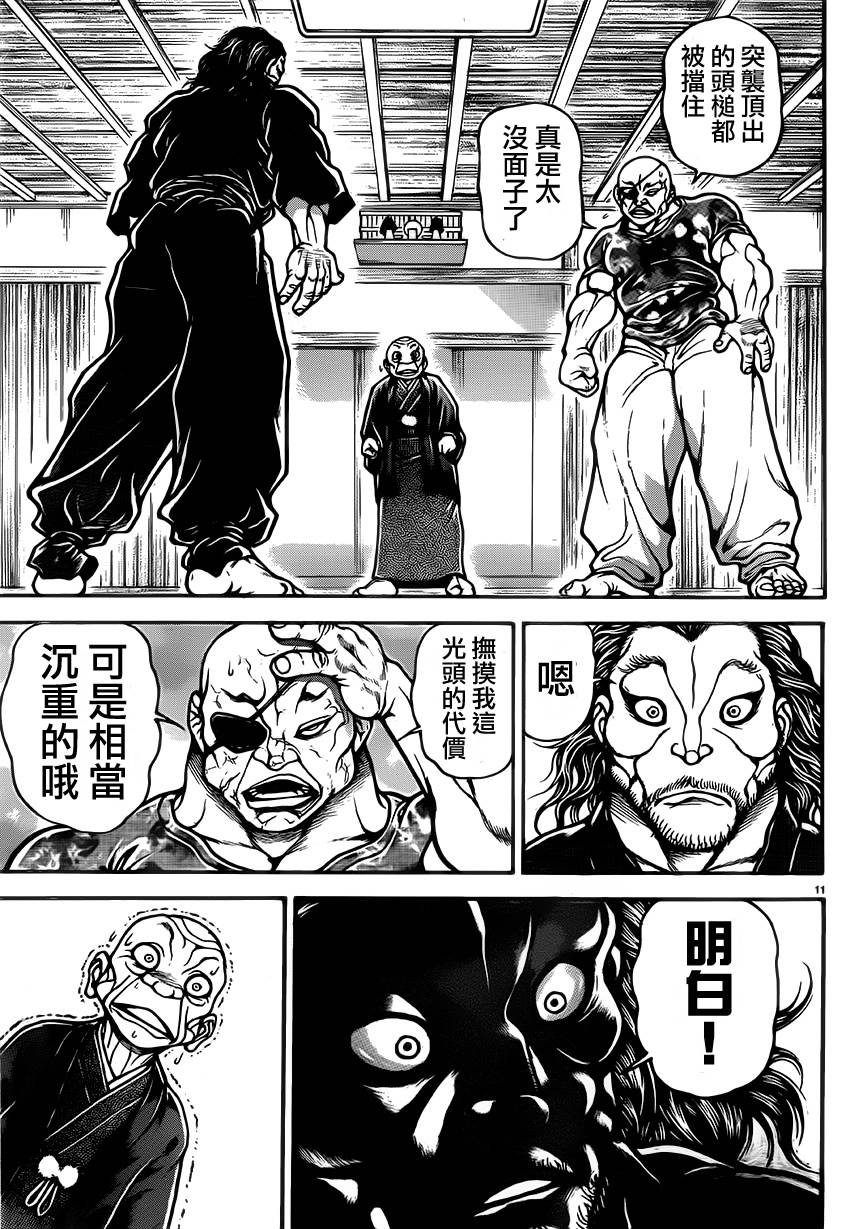 突襲頂出
的頭槌都
被擋住
真是太
沒面子了
嗯
撫摸我這
光頭的代價
可是相當
沉重的哦
11
明白！